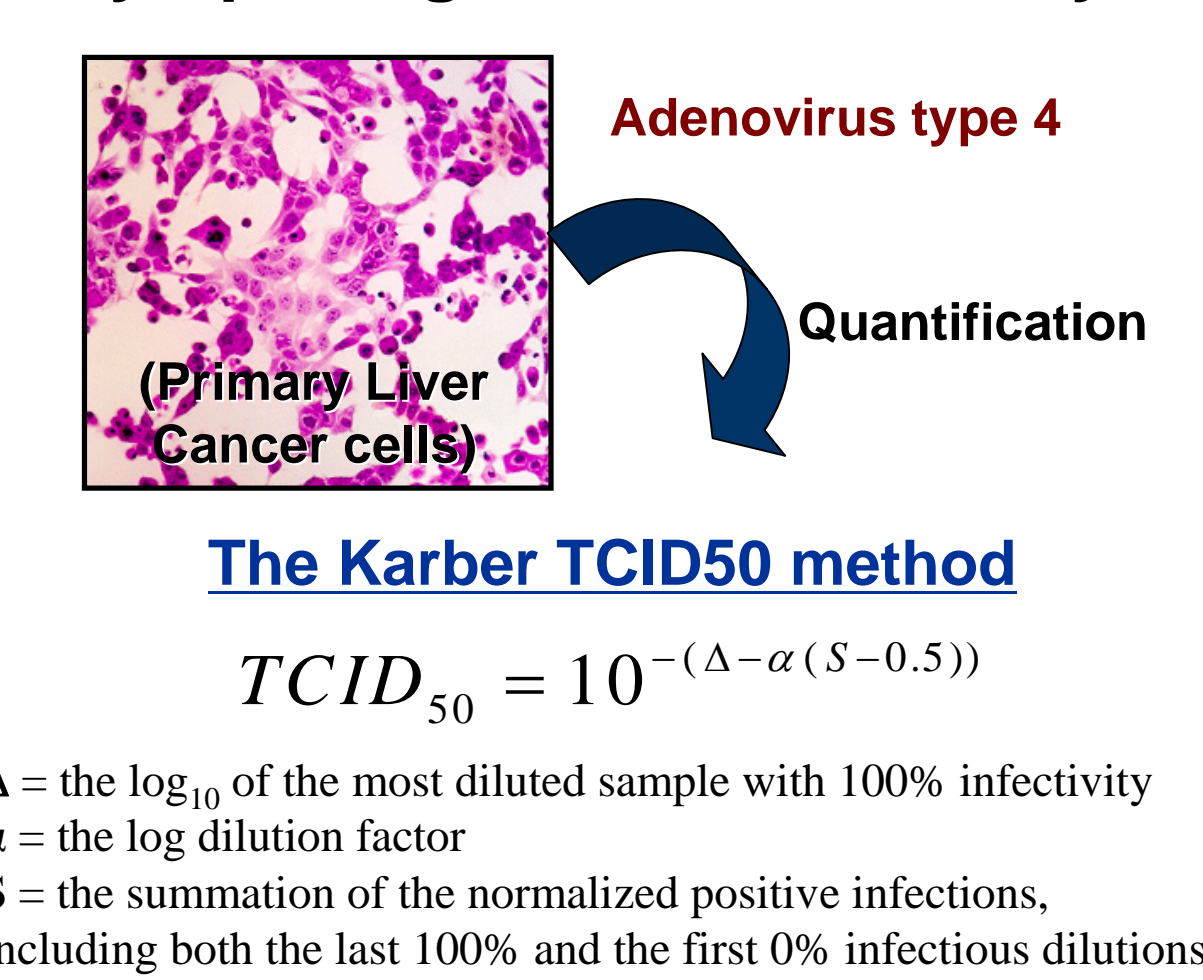 Adenovirus type 4
Quantification
(Primary Liver
Cancer cells)
The Karber TCID50 method
TCID₅₀ = 10^−(Δ−α(S−0.5))
Δ = the log₁₀ of the most diluted sample with 100% infectivity
α = the log dilution factor
S = the summation of the normalized positive infections,
including both the last 100% and the first 0% infectious dilutions